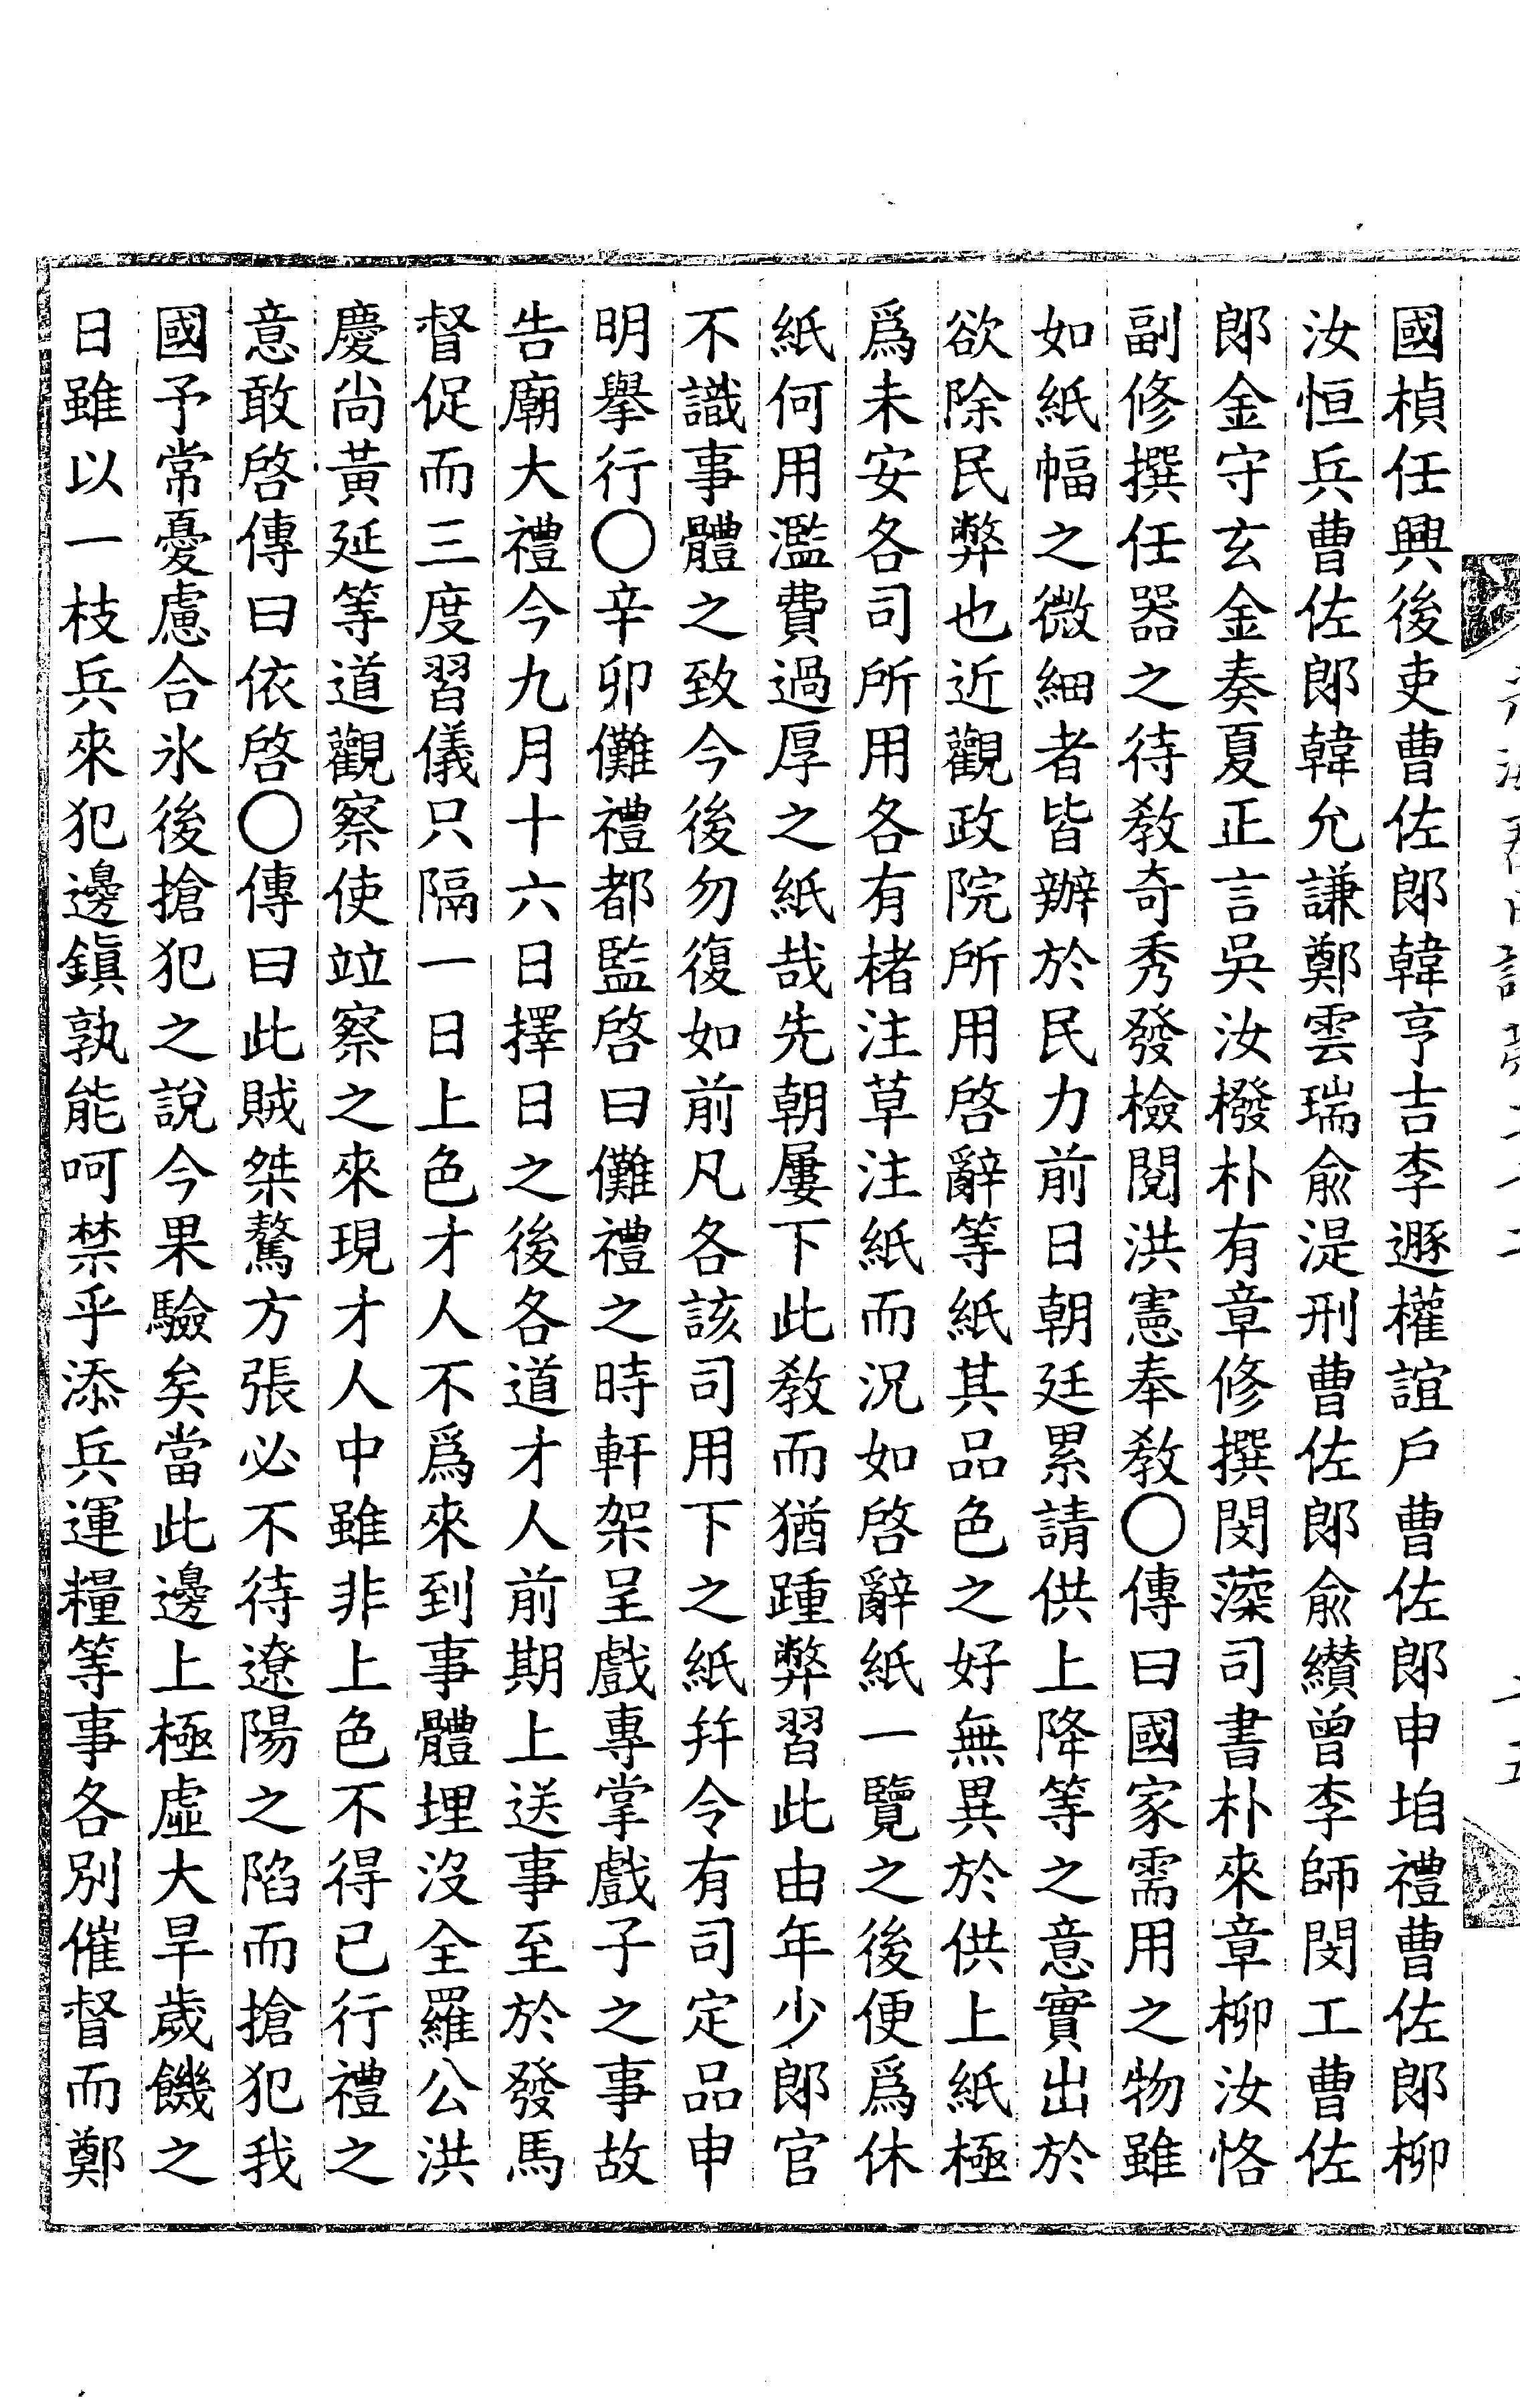 國楨任興後吏曹佐郞韓亨吉李遯權誼戶曹佐郞申垍禮曹佐郞柳
汝恒兵曹佐郞韓允謙鄭雲瑞兪湜刑曹佐郞兪纉曾李師閔工曹佐
郞金守玄金奏夏正言吳汝橃朴有章修撰閔藻司書朴來章柳汝恪
副修撰任器之待敎奇秀發檢閱洪憲奉敎○傳曰國家需用之物雖
如紙幅之微細者皆辦於民力前日朝廷累請供上降等之意實出於
欲除民弊也近觀政院所用啓辭等紙其品色之好無異於供上紙極
爲未安各司所用各有楮注草注紙而況如啓辭紙一覽之後便爲休
紙何用濫費過厚之紙哉先朝屢下此敎而猶踵弊習此由年少郞官
不識事體之致今後勿復如前凡各該司用下之紙幷令有司定品申
明擧行○辛卯儺禮都監啓曰儺禮之時軒架呈戲專掌戲子之事故
告廟大禮今九月十六日擇日之後各道才人前期上送事至於發馬
督促而三度習儀只隔一日上色才人不爲來到事體埋沒全羅公洪
慶尙黃延等道觀察使竝察之來現才人中雖非上色不得已行禮之
意敢啓傳曰依啓○傳曰此賊桀驁方張必不待遼陽之陷而搶犯我
國予常憂慮合氷後搶犯之說今果驗矣當此邊上極虛大旱歲饑之
日雖以一枝兵來犯邊鎭孰能呵禁乎添兵運糧等事各別催督而鄭